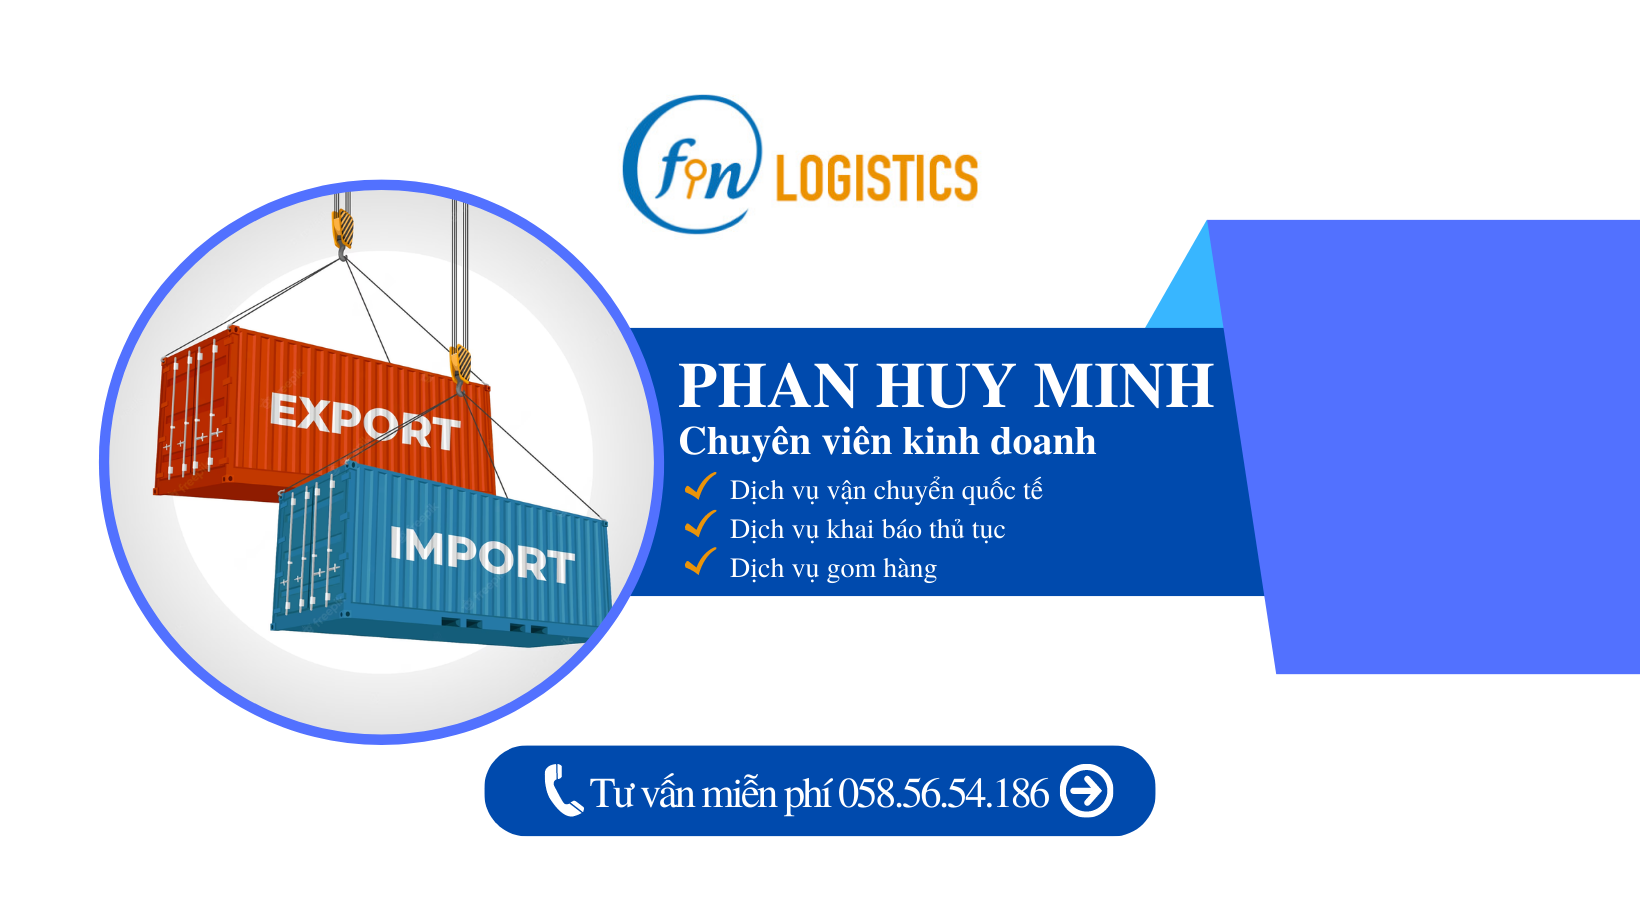 fin LOGISTICS
EXPORT
IMPORT
PHAN HUY MINH
Chuyên viên kinh doanh
Dịch vụ vận chuyển quốc tế
Dịch vụ khai báo thủ tục
Dịch vụ gom hàng
Tư vấn miễn phí 058.56.54.186